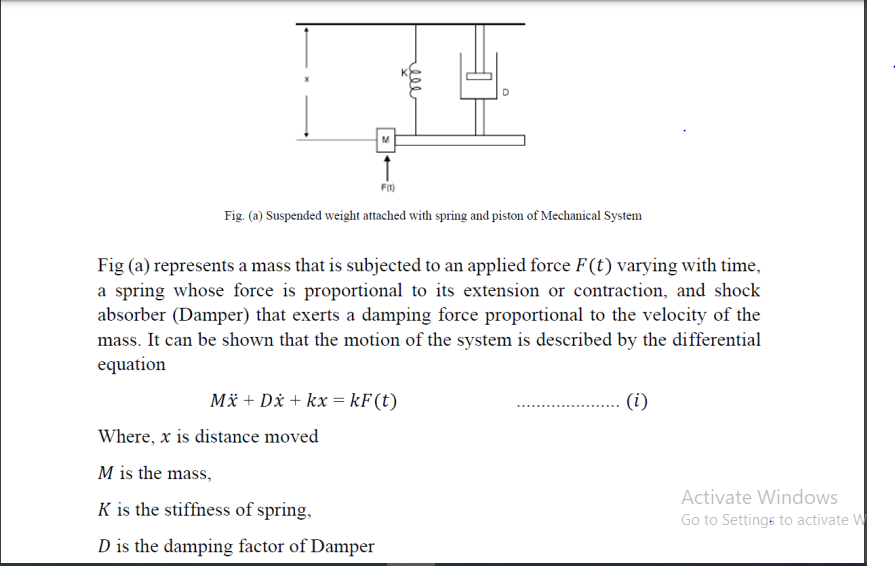 x
K
D
M
F(t)
Fig. (a) Suspended weight attached with spring and piston of Mechanical System
Fig (a) represents a mass that is subjected to an applied force F(t) varying with time,
a spring whose force is proportional to its extension or contraction, and shock
absorber (Damper) that exerts a damping force proportional to the velocity of the
mass. It can be shown that the motion of the system is described by the differential
equation
Mẍ + Dẋ + kx = kF(t) ..................... (i)
Where, x is distance moved
M is the mass,
K is the stiffness of spring,
D is the damping factor of Damper
Activate Windows
Go to Settings to activate W